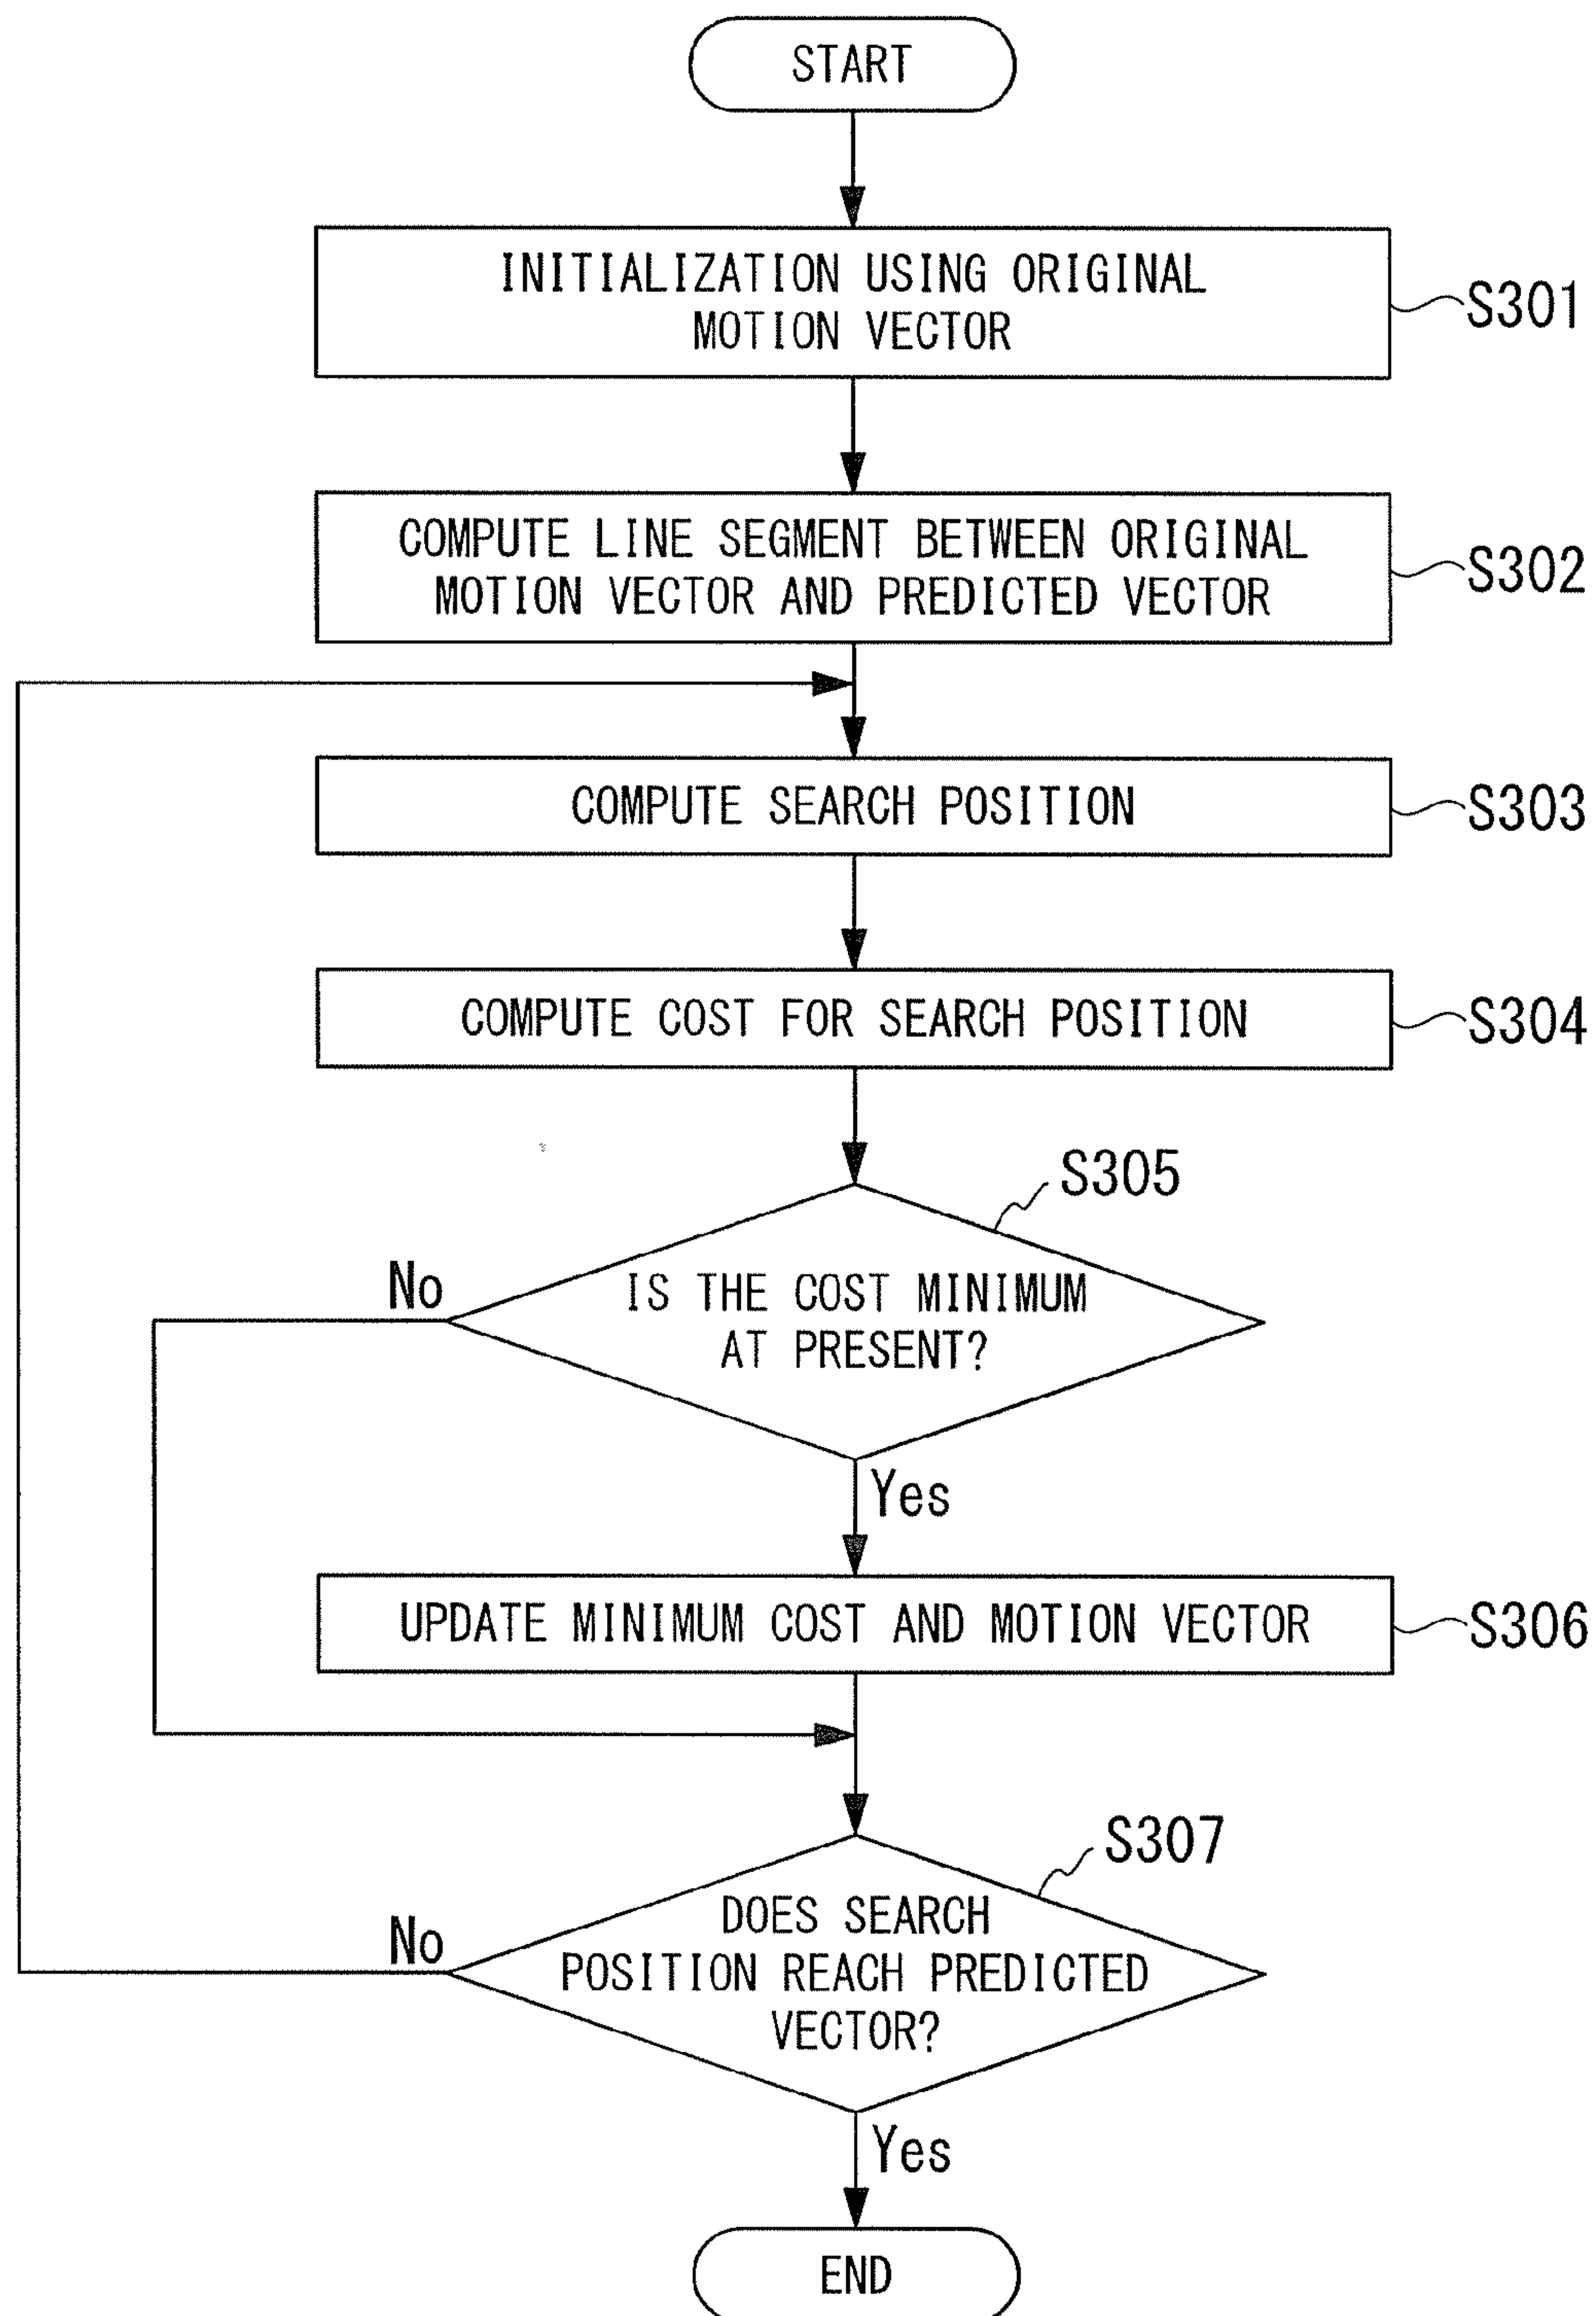 START
INITIALIZATION USING ORIGINAL
MOTION VECTOR
S301
COMPUTE LINE SEGMENT BETWEEN ORIGINAL
MOTION VECTOR AND PREDICTED VECTOR
S302
COMPUTE SEARCH POSITION
S303
COMPUTE COST FOR SEARCH POSITION
S304
S305
No
IS THE COST MINIMUM
AT PRESENT?
Yes
UPDATE MINIMUM COST AND MOTION VECTOR
S306
S307
No
DOES SEARCH
POSITION REACH PREDICTED
VECTOR?
Yes
END